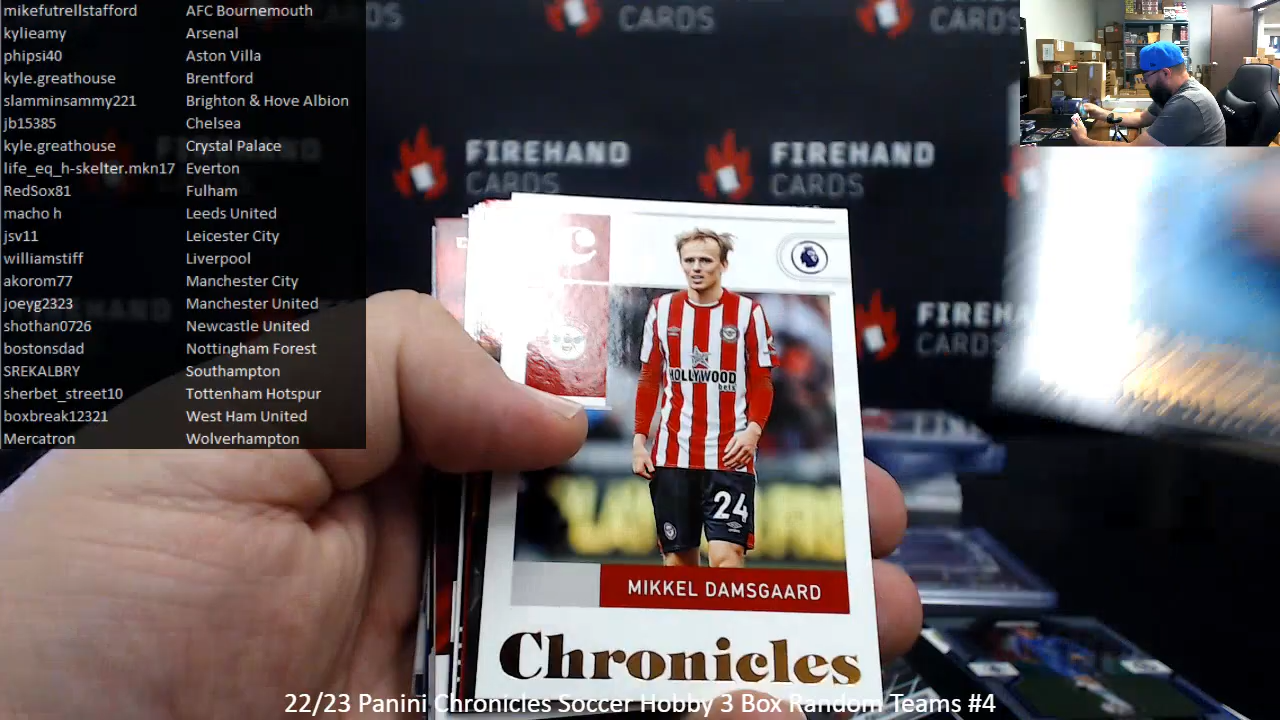 mikefutrellstafford AFC Bournemouth
kylieamy Arsenal
phipsi40 Aston Villa
kyle.greathouse Brentford
slamminsammy221 Brighton & Hove Albion
jb15385 Chelsea
kyle.greathouse Crystal Palace
life_eq_h-skelter.mkn17 Everton
RedSox81 Fulham
macho h Leeds United
jsv11 Leicester City
williamstiff Liverpool
akorom77 Manchester City
joeyg2323 Manchester United
shothan0726 Newcastle United
bostonsdad Nottingham Forest
SREKALBRY Southampton
sherbet_street10 Tottenham Hotspur
boxbreak12321 West Ham United
Mercatron Wolverhampton
CARDS
CARDS
FIREHAND
CARDS
FIREHAND
CARDS
HOLLYWOOD
bets
24
MIKKEL DAMSGAARD
Chronicles
22/23 Panini Chronicles Soccer Hobby 3 Box Random Teams #4